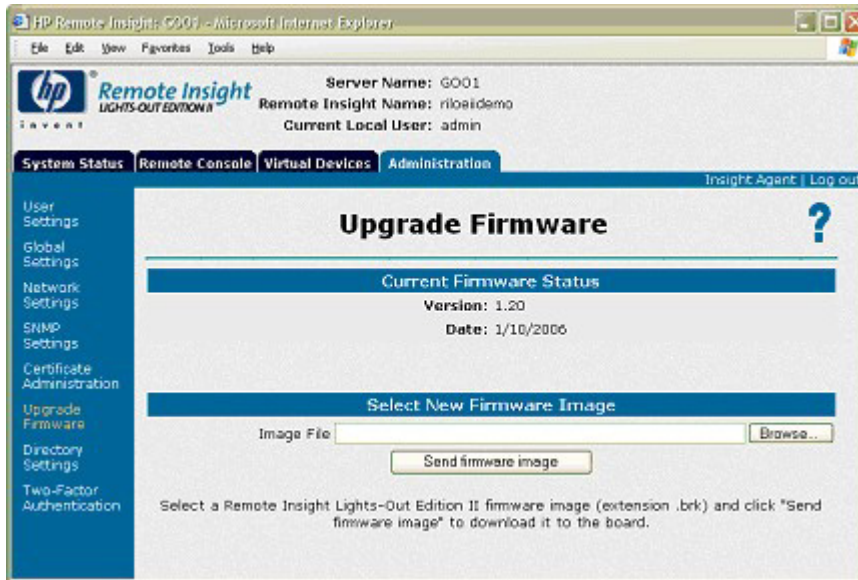 HP Remote Insight: GOO1 - Microsoft Internet Explorer
File Edit View Favorites Tools Help
hp
invent
Remote Insight
LIGHTS-OUT EDITION II
Server Name: GOO1
Remote Insight Name: riloeiidemo
Current Local User: admin
System Status Remote Console Virtual Devices Administration
Insight Agent | Log out
User
Settings
Global
Settings
Network
Settings
SNMP
Settings
Certificate
Administration
Upgrade
Firmware
Directory
Settings
Two-Factor
Authentication
Upgrade Firmware
?
Current Firmware Status
Version: 1.20
Date: 1/10/2006
Select New Firmware Image
Image File Browse...
Send firmware image
Select a Remote Insight Lights-Out Edition II firmware image (extension .brk) and click "Send
firmware image" to download it to the board.